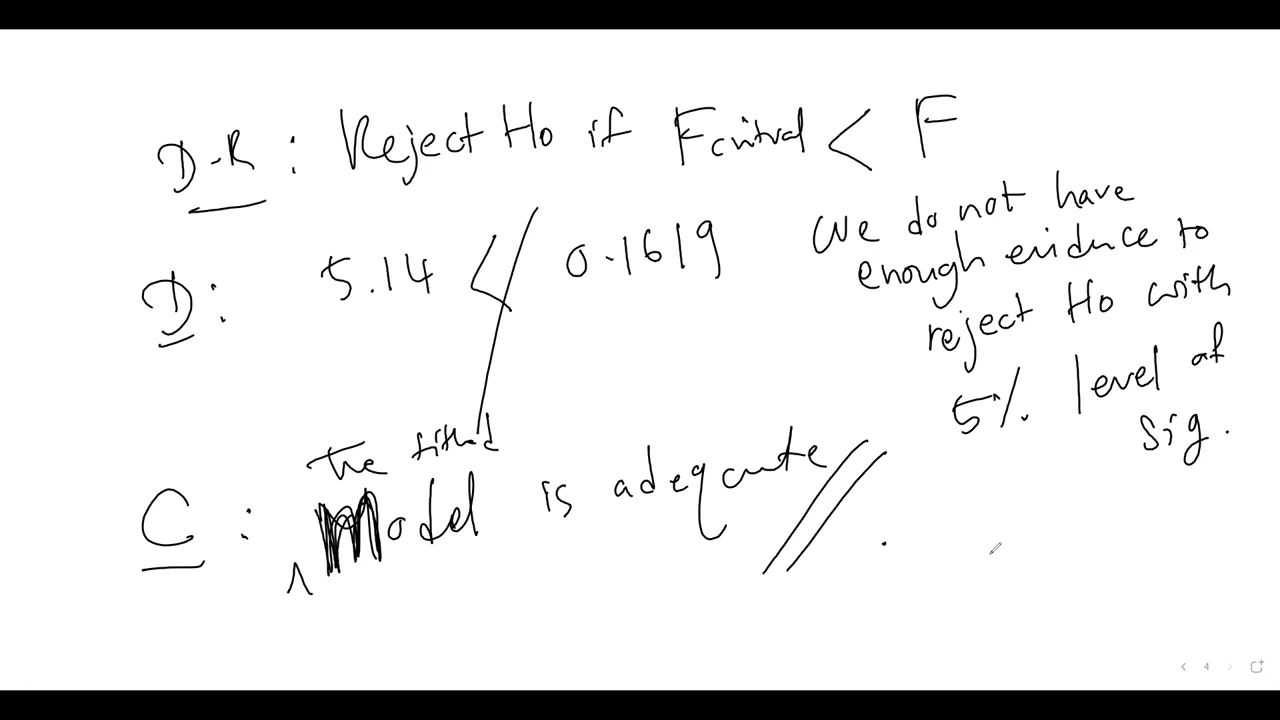 D-R : Reject Ho if Fcritical < F
D : 5.14 ≮ 0.1619
We do not have
enough evidence to
reject Ho with
5% level of
sig.
C : The fitted
Model is adequate
4